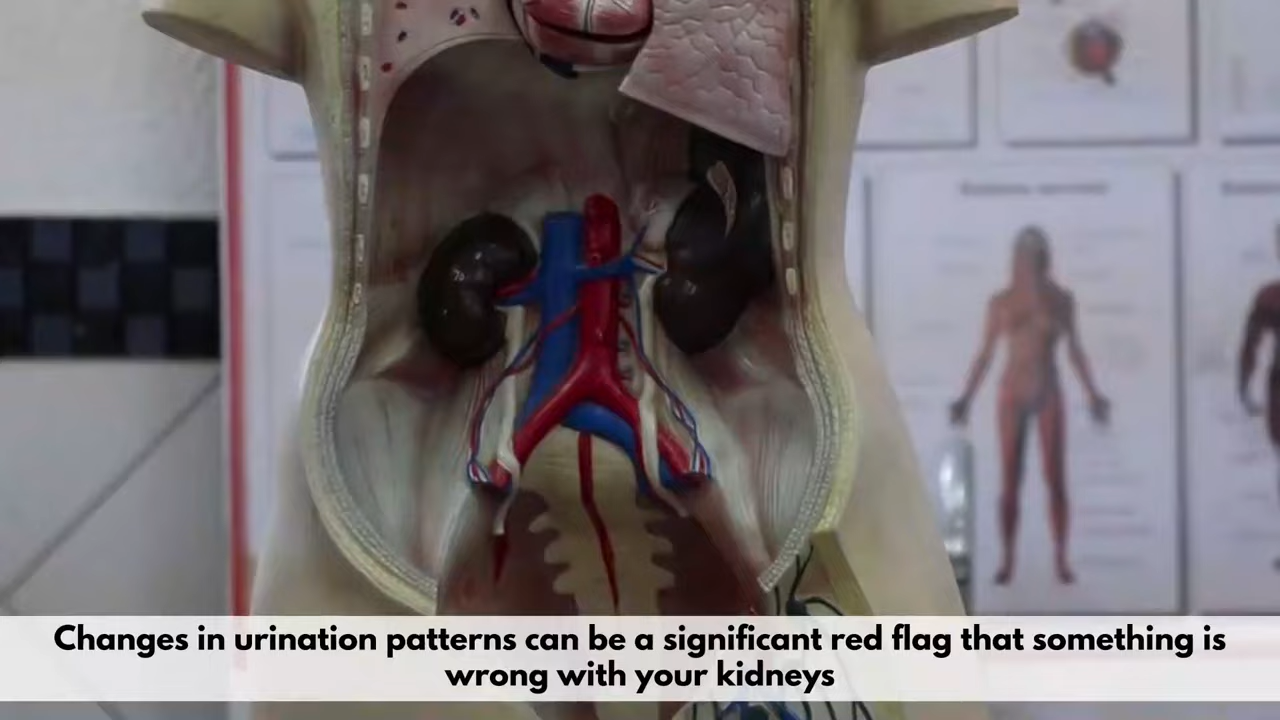 Changes in urination patterns can be a significant red flag that something is
wrong with your kidneys